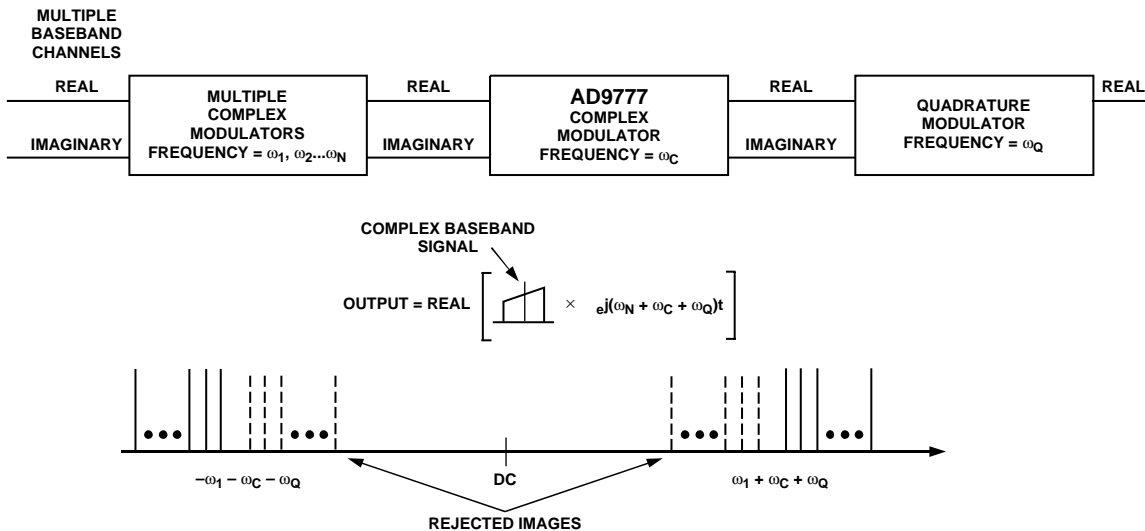 MULTIPLE
BASEBAND
CHANNELS
REAL
IMAGINARY
MULTIPLE
COMPLEX
MODULATORS
FREQUENCY = ω1, ω2...ωN
REAL
IMAGINARY
AD9777
COMPLEX
MODULATOR
FREQUENCY = ωC
REAL
IMAGINARY
QUADRATURE
MODULATOR
FREQUENCY = ωQ
REAL
COMPLEX BASEBAND
SIGNAL
OUTPUT = REAL × ej(ωN + ωC + ωQ)t
–ω1 – ωC – ωQ
DC
ω1 + ωC + ωQ
REJECTED IMAGES